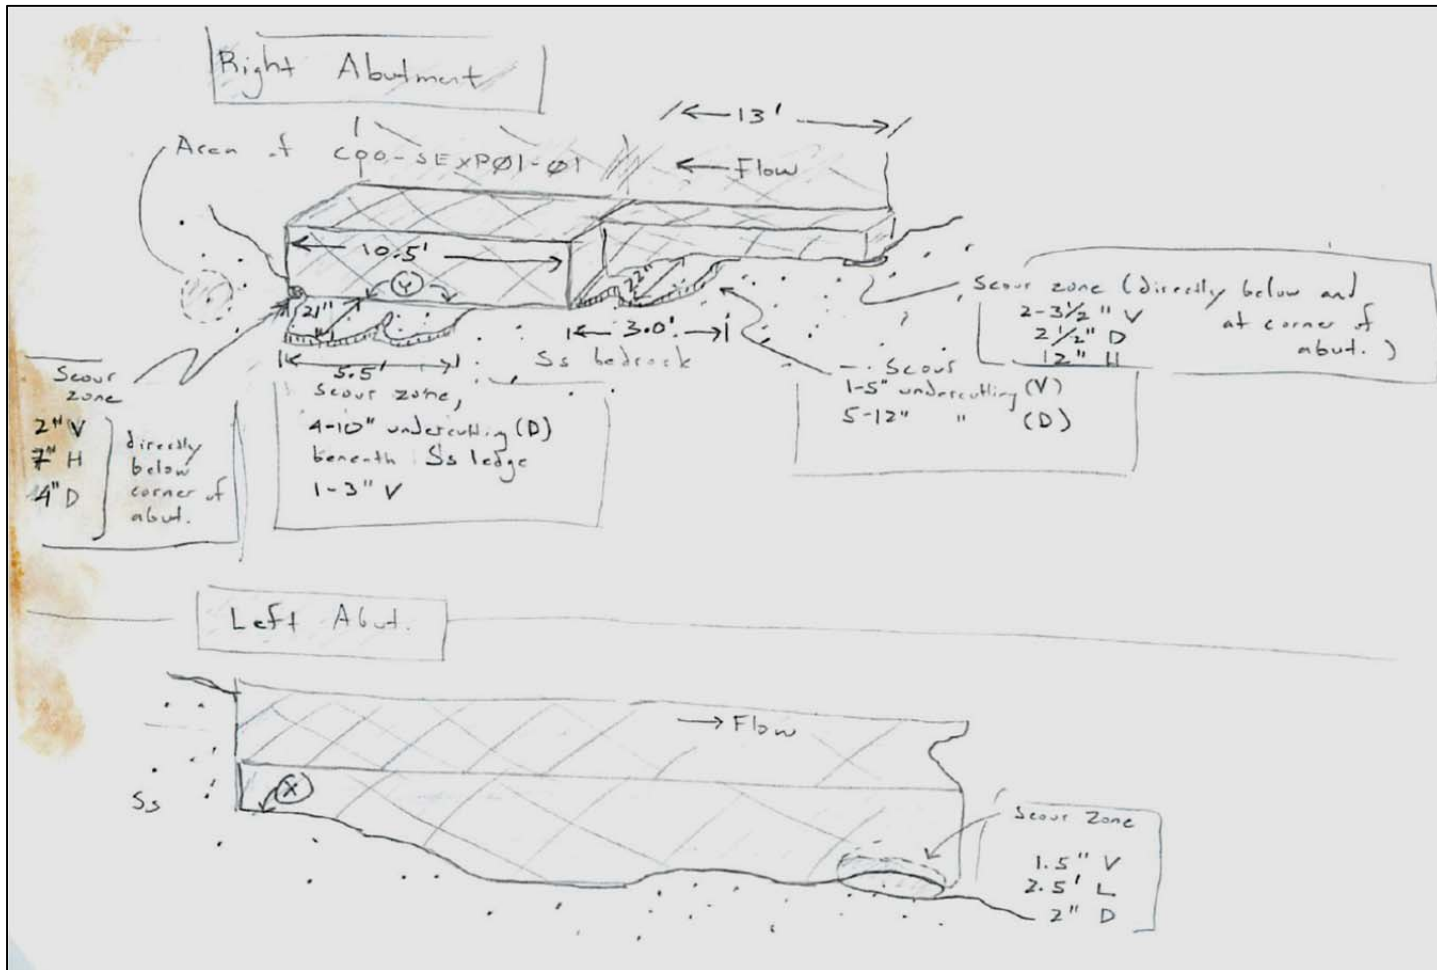 Right Abutment
13'
Area of C90-SEXPØ1-Ø1
Flow
10.5'
Y
21"
22"
3.0'
5.5'
Ss bedrock
Scour zone (directly below and
at corner of
abut.)
2-3½" V
2½" D
12" H
Scour
1-5" undercutting (V)
5-12" " (D)
Scour
zone
2" V
7" H
4" D
directly
below
corner of
abut.
Scour zone,
4-10" undercutting (D)
beneath Ss ledge
1-3" V
Left Abut.
Flow
X
Ss
Scour Zone
1.5" V
2.5' L
2" D